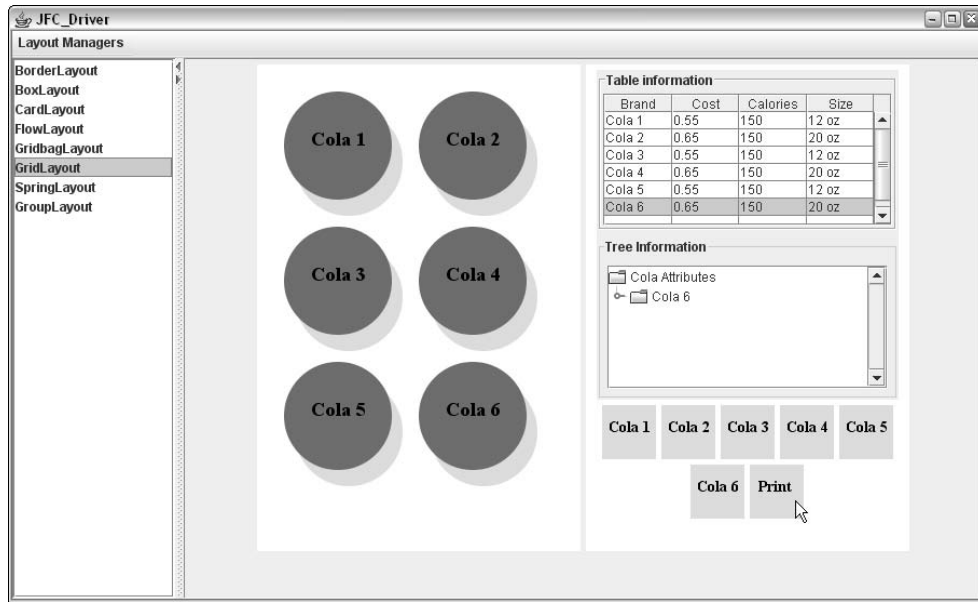 JFC_Driver
Layout Managers
BorderLayout
BoxLayout
CardLayout
FlowLayout
GridbagLayout
GridLayout
SpringLayout
GroupLayout
Cola 1 Cola 2
Cola 3 Cola 4
Cola 5 Cola 6
Table information
Brand Cost Calories Size
Cola 1 0.55 150 12 oz
Cola 2 0.65 150 20 oz
Cola 3 0.55 150 12 oz
Cola 4 0.65 150 20 oz
Cola 5 0.55 150 12 oz
Cola 6 0.65 150 20 oz
Tree Information
Cola Attributes
Cola 6
Cola 1 Cola 2 Cola 3 Cola 4 Cola 5
Cola 6 Print